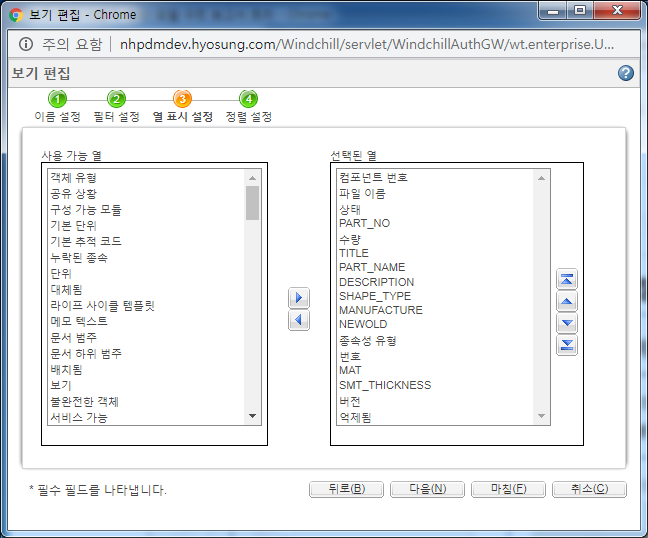 보기 편집 - Chrome
주의 요함 | nhpdmdev.hyosung.com/Windchill/servlet/WindchillAuthGW/wt.enterprise.U...
보기 편집
?
1 2 3 4
이름 설정 필터 설정 열 표시 설정 정렬 설정
사용 가능 열
객체 유형
공유 상황
구성 가능 모듈
기본 단위
기본 추적 코드
누락된 종속
단위
대체됨
라이프 사이클 템플릿
메모 텍스트
문서 범주
문서 하위 범주
배치됨
보기
불완전한 객체
서비스 가능
선택된 열
컴포넌트 번호
파일 이름
상태
PART_NO
수량
TITLE
PART_NAME
DESCRIPTION
SHAPE_TYPE
MANUFACTURE
NEWOLD
종속성 유형
번호
MAT
SMT_THICKNESS
버전
억제됨
* 필수 필드를 나타냅니다.
뒤로(B) 다음(N) 마침(F) 취소(C)